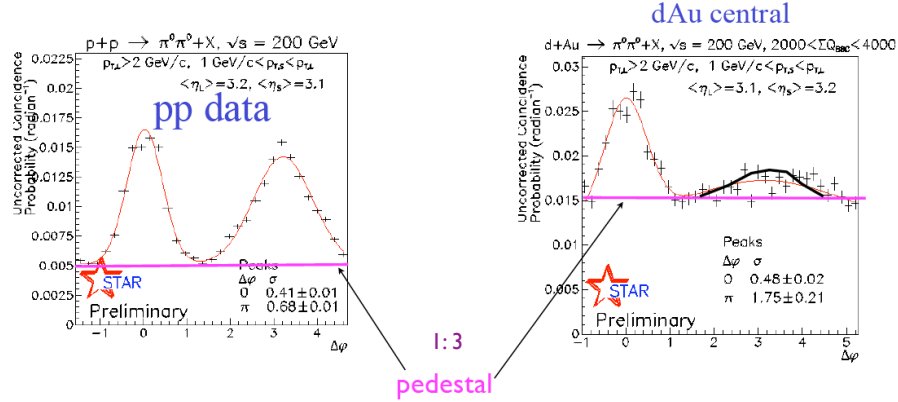 dAu central
p+p → π⁰π⁰+X, √s = 200 GeV
p_T,L>2 GeV/c, 1 GeV/c<p_T,S<p_T,L
<η_L>=3.2, <η_S>=3.1
pp data
Uncorrected Coincidence
Probability (radian⁻¹)
0.0225
0.02
0.0175
0.015
0.0125
0.01
0.0075
0.005
0.0025
0
-1 0 1 2 3 4
Δφ
Peaks
Δφ σ
0 0.41±0.01
π 0.68±0.01
STAR
Preliminary
d+Au → π⁰π⁰+X, √s = 200 GeV, 2000<ΣQ_BBC<4000
p_T,L>2 GeV/c, 1 GeV/c<p_T,S<p_T,L
<η_L>=3.1, <η_S>=3.2
Uncorrected Coincidence
Probability (radian⁻¹)
0.03
0.025
0.02
0.015
0.01
0.005
0
-1 0 1 2 3 4 5
Δφ
Peaks
Δφ σ
0 0.48±0.02
π 1.75±0.21
STAR
Preliminary
1:3
pedestal